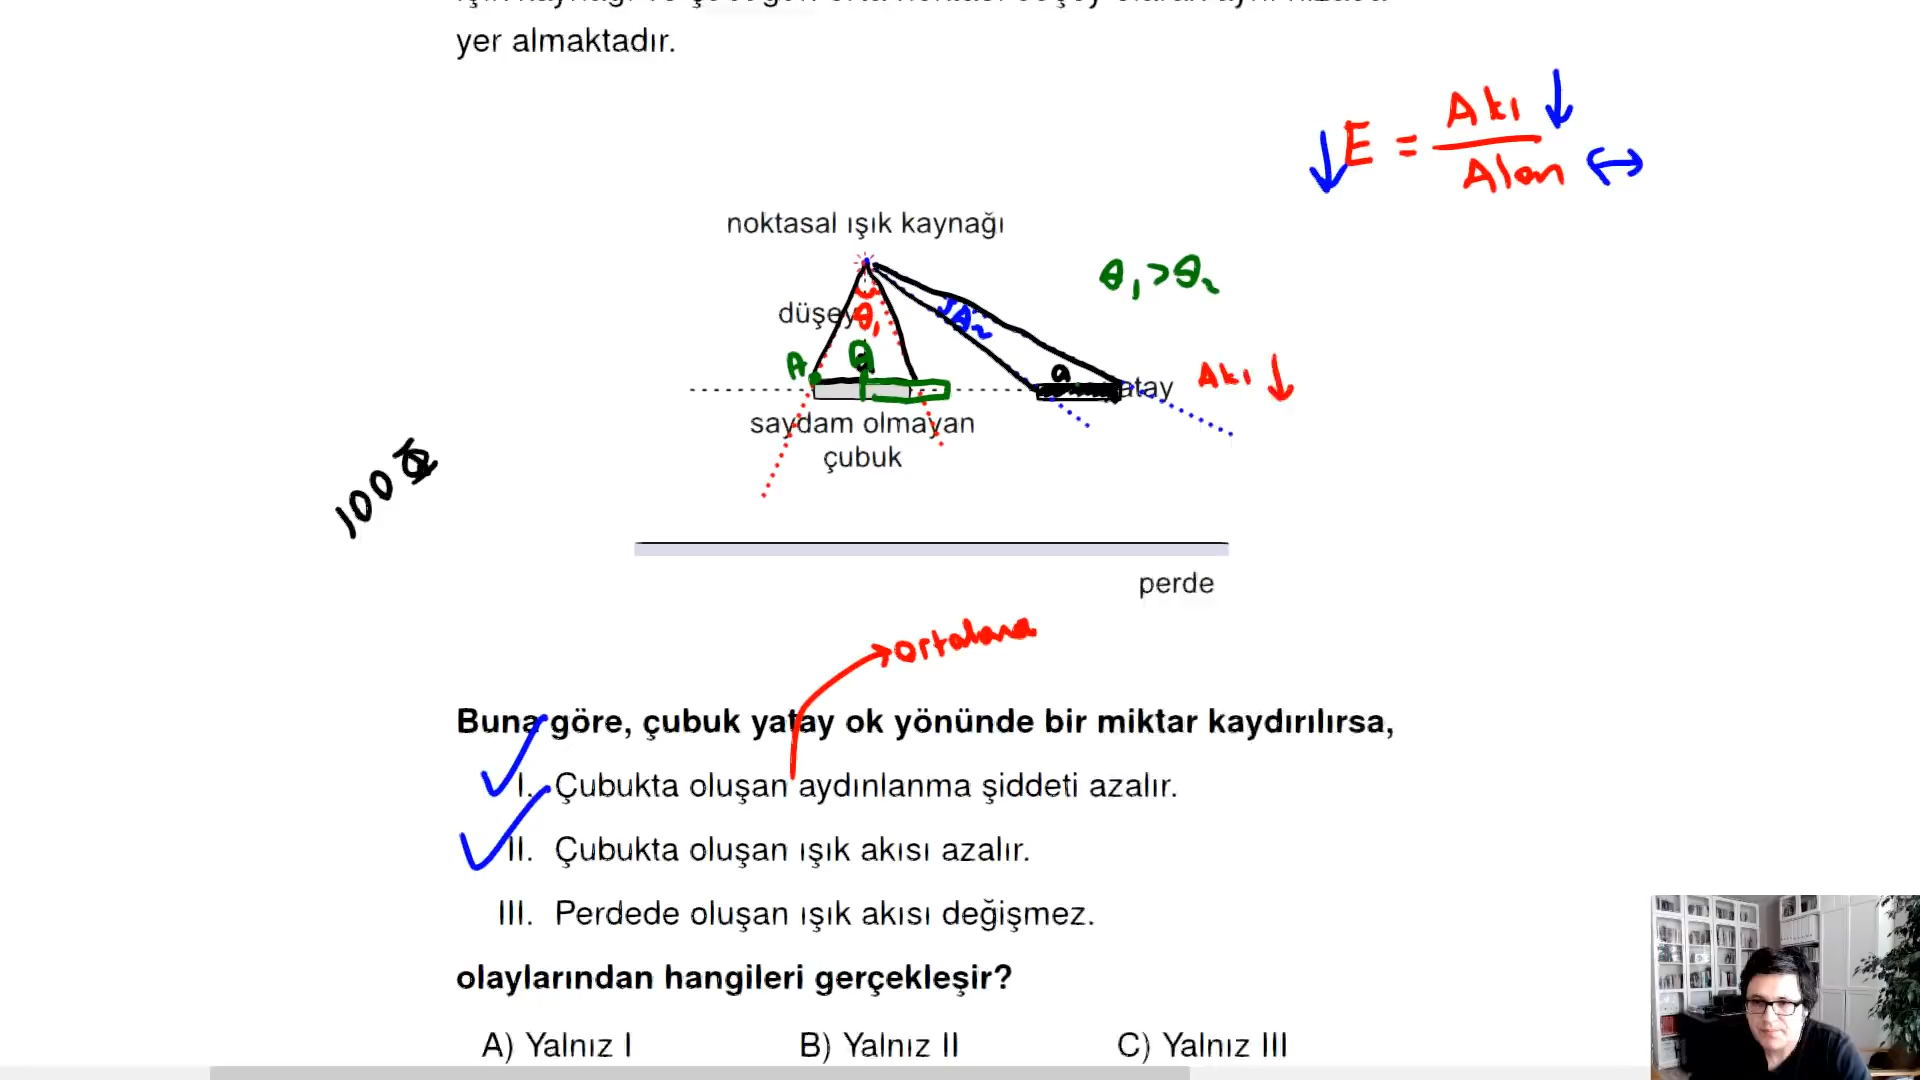 yer almaktadır.
E = Akı / Alan
noktasal ışık kaynağı
θ₁ > θ₂
düşey
θ₁
θ₂
A
a
a
yatay
Akı
saydam olmayan
çubuk
100
perde
ortalama
Buna göre, çubuk yatay ok yönünde bir miktar kaydırılırsa,
I. Çubukta oluşan aydınlanma şiddeti azalır.
II. Çubukta oluşan ışık akısı azalır.
III. Perdede oluşan ışık akısı değişmez.
olaylarından hangileri gerçekleşir?
A) Yalnız I B) Yalnız II C) Yalnız III